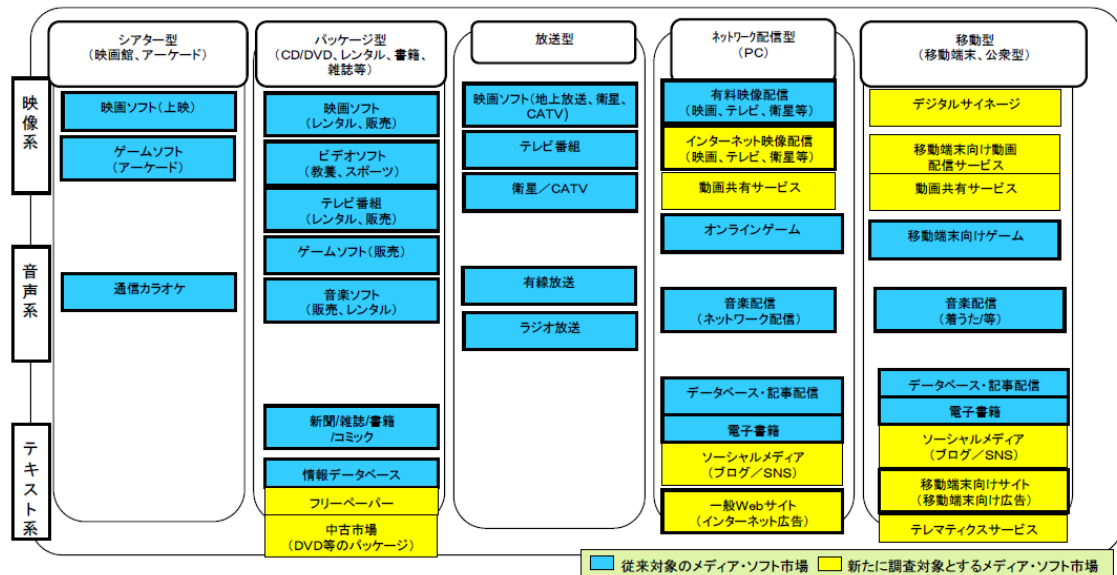 シアター型
(映画館、アーケード)
パッケージ型
(CD/DVD、レンタル、書籍、
雑誌等)
放送型
ネットワーク配信型
(PC)
移動型
(移動端末、公衆型)
映像系
音声系
テキスト系
映画ソフト(上映)
ゲームソフト
(アーケード)
通信カラオケ
映画ソフト
(レンタル、販売)
ビデオソフト
(教養、スポーツ)
テレビ番組
(レンタル、販売)
ゲームソフト(販売)
音楽ソフト
(販売、レンタル)
新聞/雑誌/書籍
/コミック
情報データベース
フリーペーパー
中古市場
(DVD等のパッケージ)
映画ソフト(地上放送、衛星、
CATV)
テレビ番組
衛星/CATV
有線放送
ラジオ放送
有料映像配信
(映画、テレビ、衛星等)
インターネット映像配信
(映画、テレビ、衛星等)
動画共有サービス
オンラインゲーム
音楽配信
(ネットワーク配信)
データベース・記事配信
電子書籍
ソーシャルメディア
(ブログ/SNS)
一般Webサイト
(インターネット広告)
デジタルサイネージ
移動端末向け動画
配信サービス
動画共有サービス
移動端末向けゲーム
音楽配信
(着うた/等)
データベース・記事配信
電子書籍
ソーシャルメディア
(ブログ/SNS)
移動端末向けサイト
(移動端末向け広告)
テレマティクスサービス
従来対象のメディア・ソフト市場
新たに調査対象とするメディア・ソフト市場